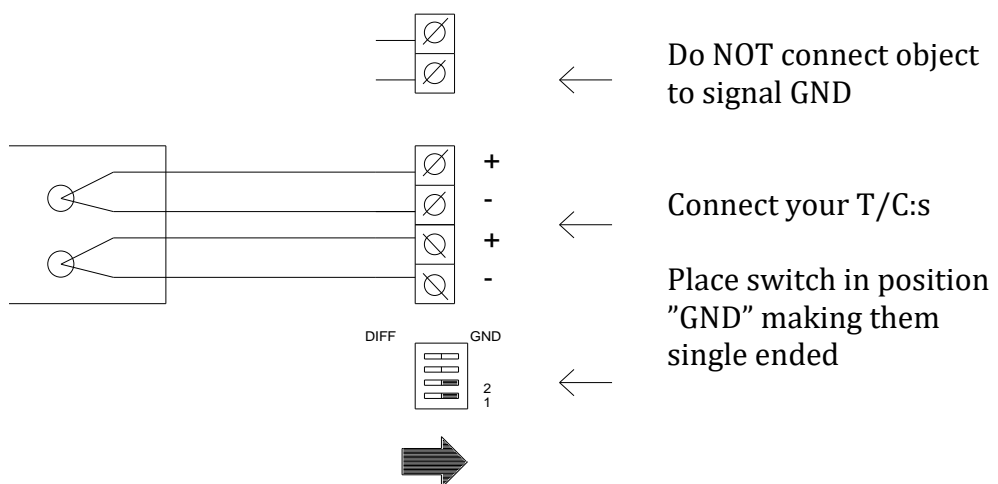 Do NOT connect object
to signal GND
+
-
Connect your T/C:s
+
-
Place switch in position
”GND” making them
single ended
DIFF GND
2
1